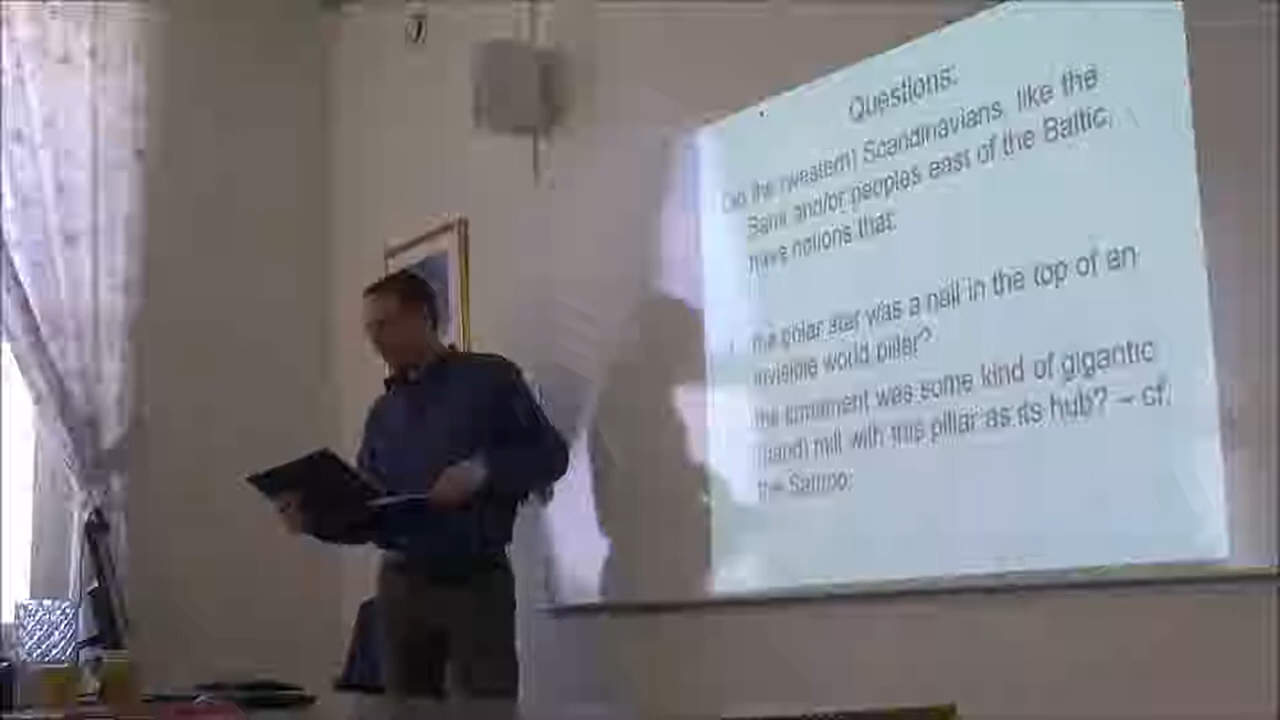 Questions:
Did the (western) Scandinavians, like the
Sami and/or peoples east of the Baltic,
have notions that:
the polar star was a nail in the top of an
invisible world pillar?
the firmament was some kind of gigantic
(hand) mill with this pillar as its hub? – cf.
the Sampo: